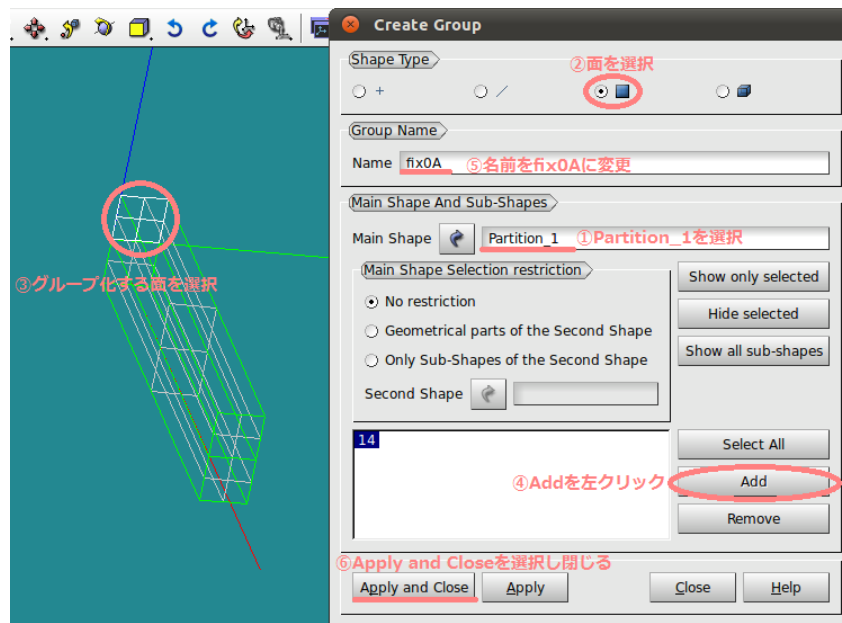 Create Group
Shape Type
②面を選択
Group Name
Name fix0A ⑤名前をfix0Aに変更
Main Shape And Sub-Shapes
Main Shape Partition_1 ①Partition_1を選択
③グループ化する面を選択
Main Shape Selection restriction
No restriction
Geometrical parts of the Second Shape
Only Sub-Shapes of the Second Shape
Second Shape
Show only selected
Hide selected
Show all sub-shapes
14
Select All
④Addを左クリック Add
Remove
⑥Apply and Closeを選択し閉じる
Apply and Close Apply Close Help